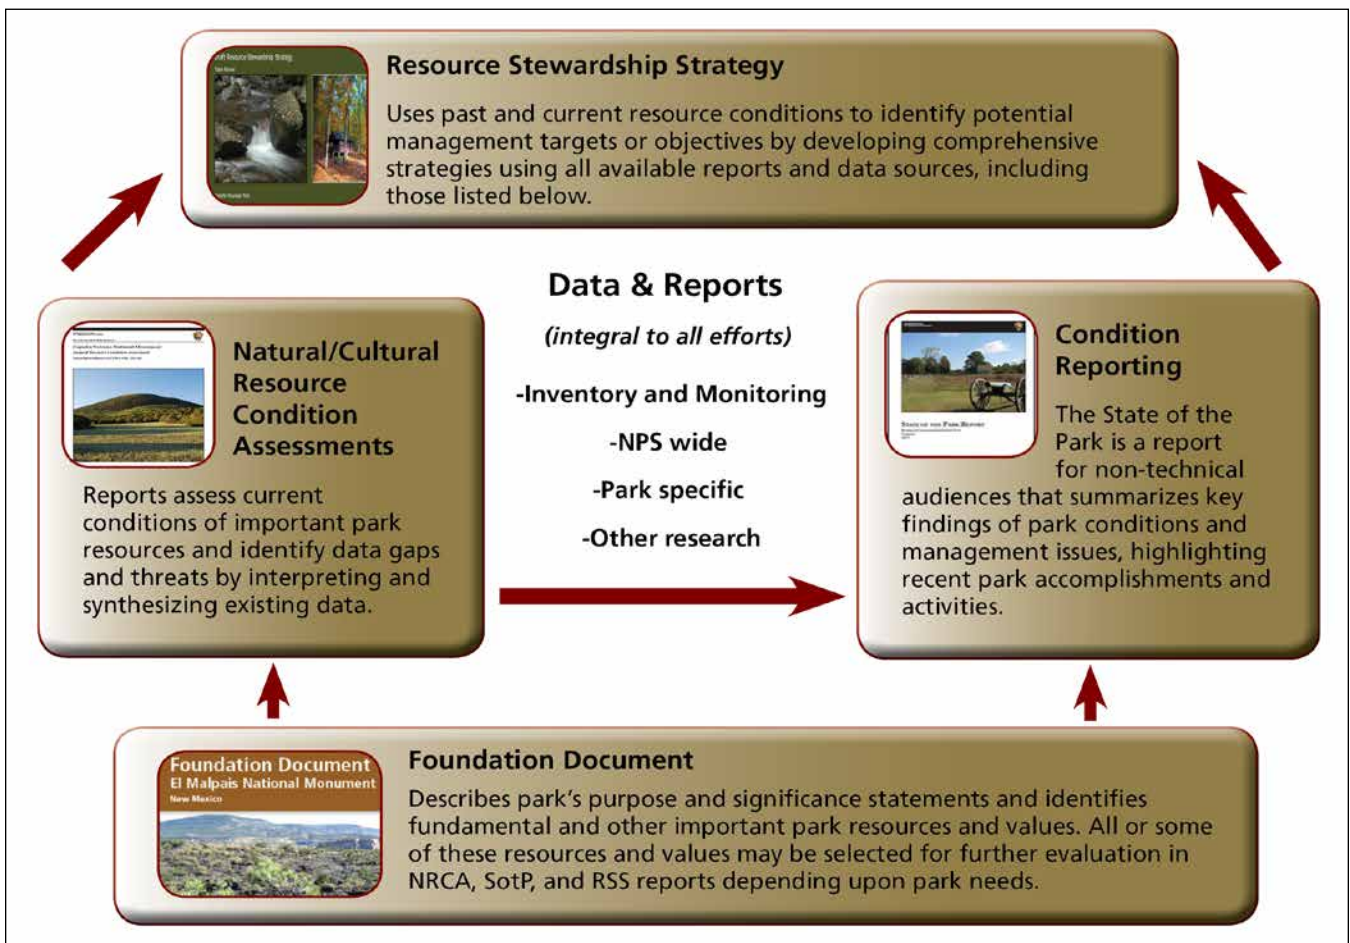 Resource Stewardship Strategy
Uses past and current resource conditions to identify potential
management targets or objectives by developing comprehensive
strategies using all available reports and data sources, including
those listed below.
Data & Reports
(integral to all efforts)
-Inventory and Monitoring
-NPS wide
-Park specific
-Other research
Natural/Cultural
Resource
Condition
Assessments
Reports assess current
conditions of important park
resources and identify data gaps
and threats by interpreting and
synthesizing existing data.
Condition
Reporting
STATE OF THE PARK REPORT
The State of the
Park is a report
for non-technical
audiences that summarizes key
findings of park conditions and
management issues, highlighting
recent park accomplishments and
activities.
Foundation Document
El Malpais National Monument
New Mexico
Foundation Document
Describes park's purpose and significance statements and identifies
fundamental and other important park resources and values. All or some
of these resources and values may be selected for further evaluation in
NRCA, SotP, and RSS reports depending upon park needs.